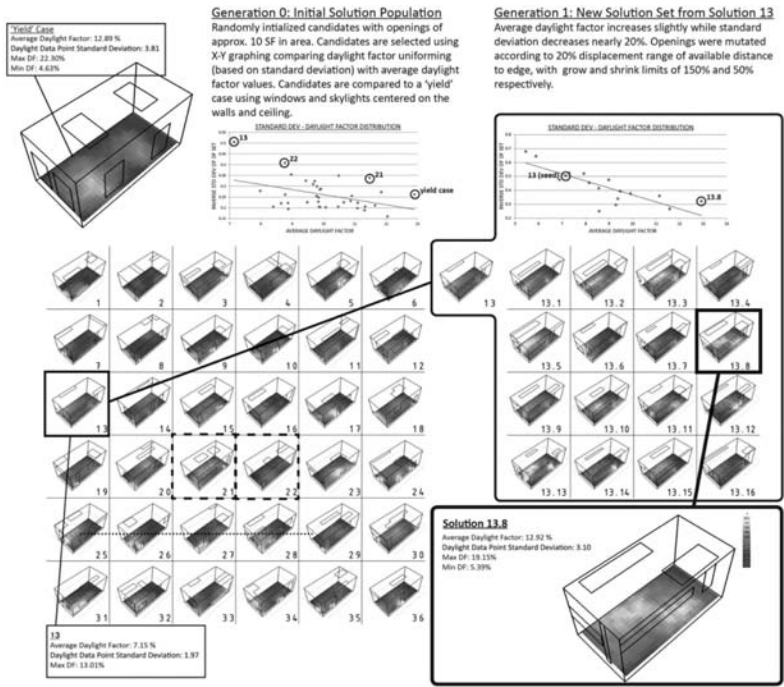 'Yield' Case
Average Daylight Factor: 12.89 %
Daylight Data Point Standard Deviation: 3.81
Max DF: 22.30%
Min DF: 4.63%
Generation 0: Initial Solution Population
Randomly intialized candidates with openings of
approx. 10 SF in area. Candidates are selected using
X-Y graphing comparing daylight factor uniforming
(based on standard deviation) with average daylight
factor values. Candidates are compared to a 'yield'
case using windows and skylights centered on the
walls and ceiling.
STANDARD DEV - DAYLIGHT FACTOR DISTRIBUTION
INVERSE STD DEV OF DF SET
13
22
21
yield case
AVERAGE DAYLIGHT FACTOR
Generation 1: New Solution Set from Solution 13
Average daylight factor increases slightly while standard
deviation decreases nearly 20%. Openings were mutated
according to 20% displacement range of available distance
to edge, with grow and shrink limits of 150% and 50%
respectively.
STANDARD DEV - DAYLIGHT FACTOR DISTRIBUTION
INVERSE STD DEV OF DF SET
13 (seed)
13.8
AVERAGE DAYLIGHT FACTOR
1 2 3 4 5 6
7 8 9 10 11 12
13 14 15 16 17 18
19 20 21 22 23 24
25 26 27 28 29 30
31 32 33 34 35 36
13
13.1 13.2 13.3 13.4
13.5 13.6 13.7 13.8
13.9 13.10 13.11 13.12
13.13 13.14 13.15 13.16
13
Average Daylight Factor: 7.15 %
Daylight Data Point Standard Deviation: 1.97
Max DF: 13.01%
Solution 13.8
Average Daylight Factor: 12.92 %
Daylight Data Point Standard Deviation: 3.10
Max DF: 19.15%
Min DF: 5.39%